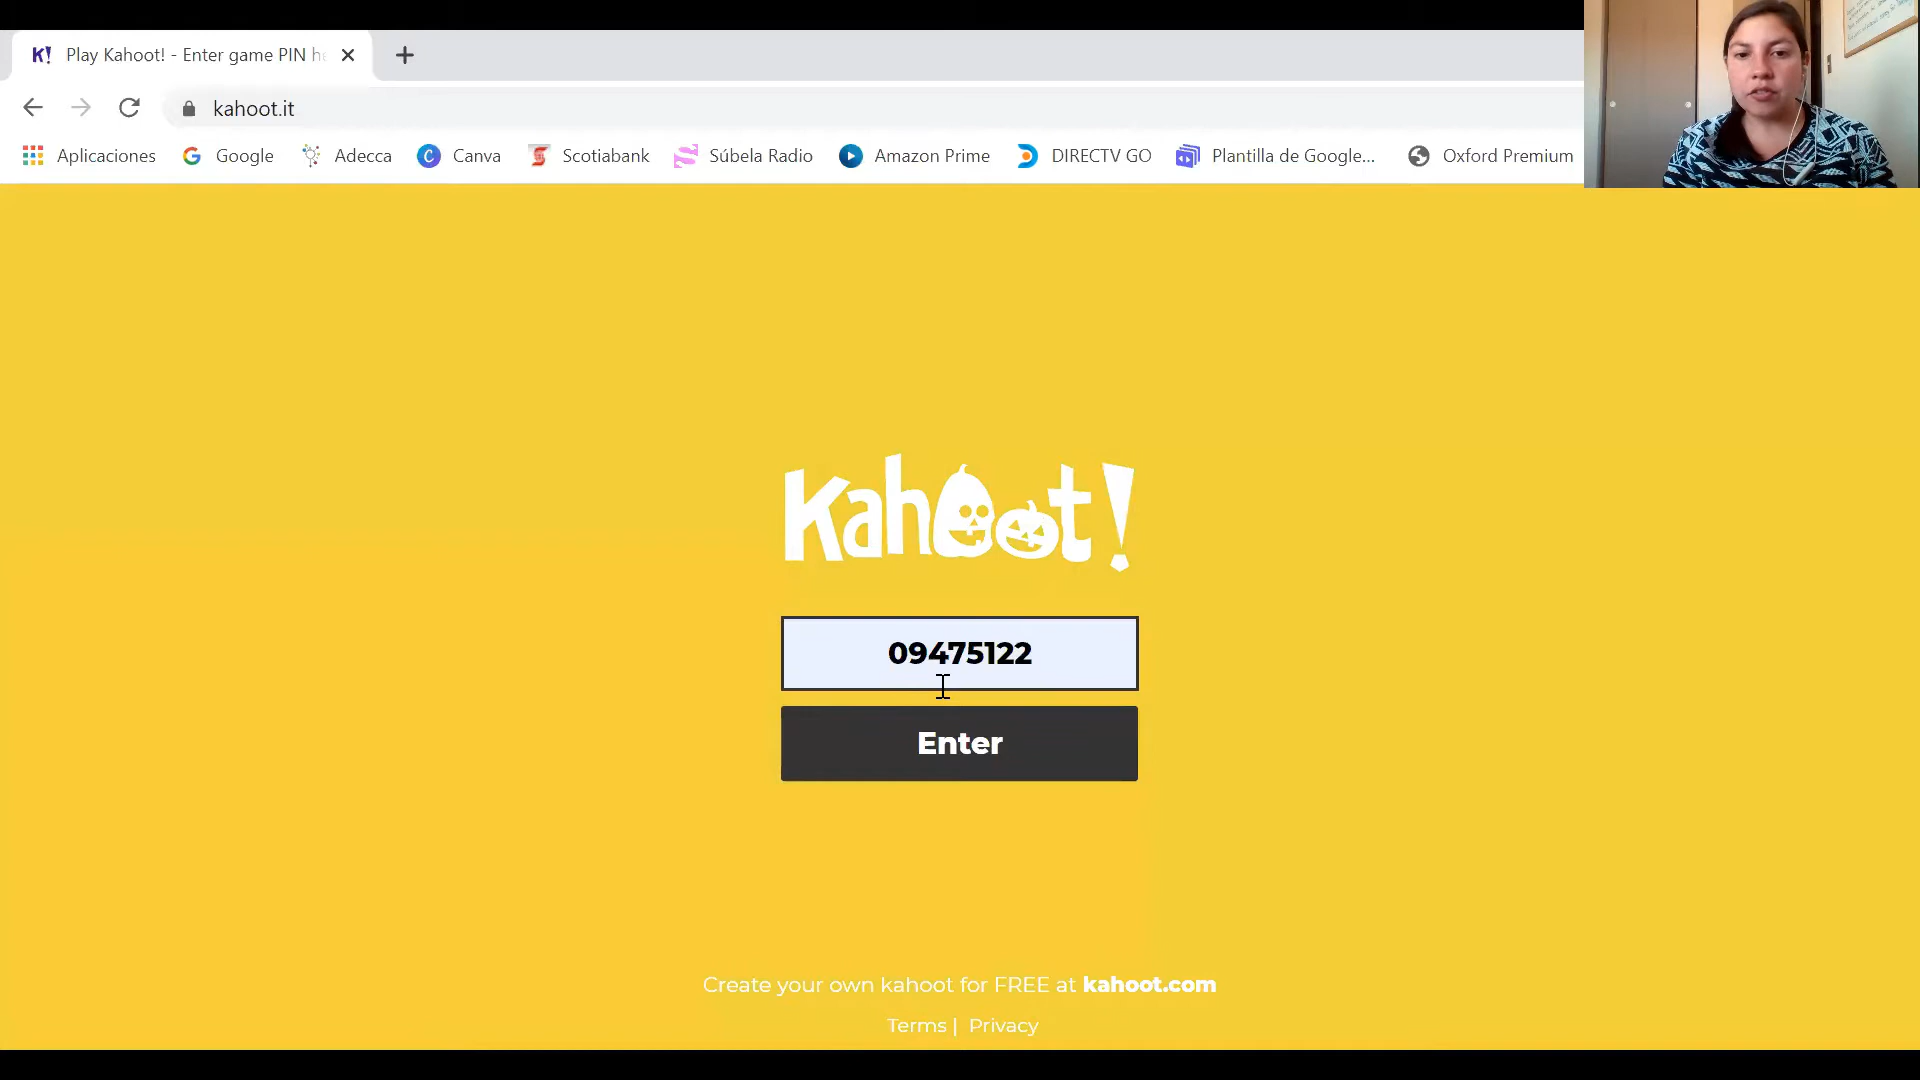 K! Play Kahoot! - Enter game PIN he
kahoot.it
Aplicaciones Google Adecca Canva Scotiabank Súbela Radio Amazon Prime DIRECTV GO Plantilla de Google... Oxford Premium
Kahoot!
09475122
Enter
Create your own kahoot for FREE at kahoot.com
Terms | Privacy